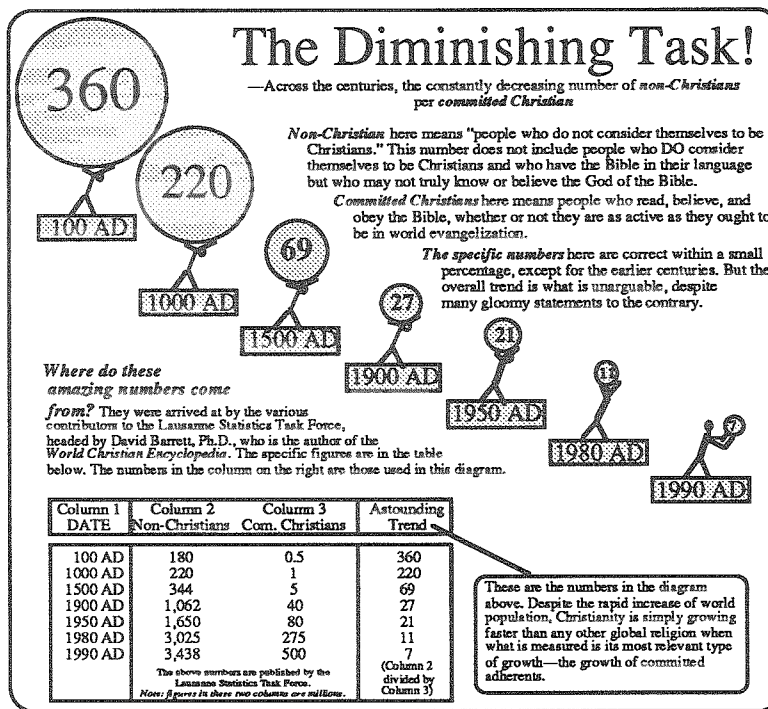 The Diminishing Task!
—Across the centuries, the constantly decreasing number of non-Christians
per committed Christian
360
100 AD
220
1000 AD
69
1500 AD
27
1900 AD
21
1950 AD
11
1980 AD
7
1990 AD
Non-Christian here means "people who do not consider themselves to be
Christians." This number does not include people who DO consider
themselves to be Christians and who have the Bible in their language
but who may not truly know or believe the God of the Bible.
Committed Christians here means people who read, believe, and
obey the Bible, whether or not they are as active as they ought to
be in world evangelization.
The specific numbers here are correct within a small
percentage, except for the earlier centuries. But the
overall trend is what is unarguable, despite
many gloomy statements to the contrary.
Where do these
amazing numbers come
from? They were arrived at by the various
contributors to the Lausanne Statistics Task Force,
headed by David Barrett, Ph.D., who is the author of the
World Christian Encyclopedia. The specific figures are in the table
below. The numbers in the column on the right are those used in this diagram.
Column 1 Column 2 Column 3 Astounding
DATE Non-Christians Com. Christians Trend
100 AD 180 0.5 360
1000 AD 220 1 220
1500 AD 344 5 69
1900 AD 1,062 40 27
1950 AD 1,650 80 21
1980 AD 3,025 275 11
1990 AD 3,438 500 7
The above numbers are published by the
Lausanne Statistics Task Force.
Note: figures in these two columns are millions.
(Column 2
divided by
Column 3)
These are the numbers in the diagram
above. Despite the rapid increase of world
population, Christianity is simply growing
faster than any other global religion when
what is measured is its most relevant type
of growth—the growth of committed
adherents.